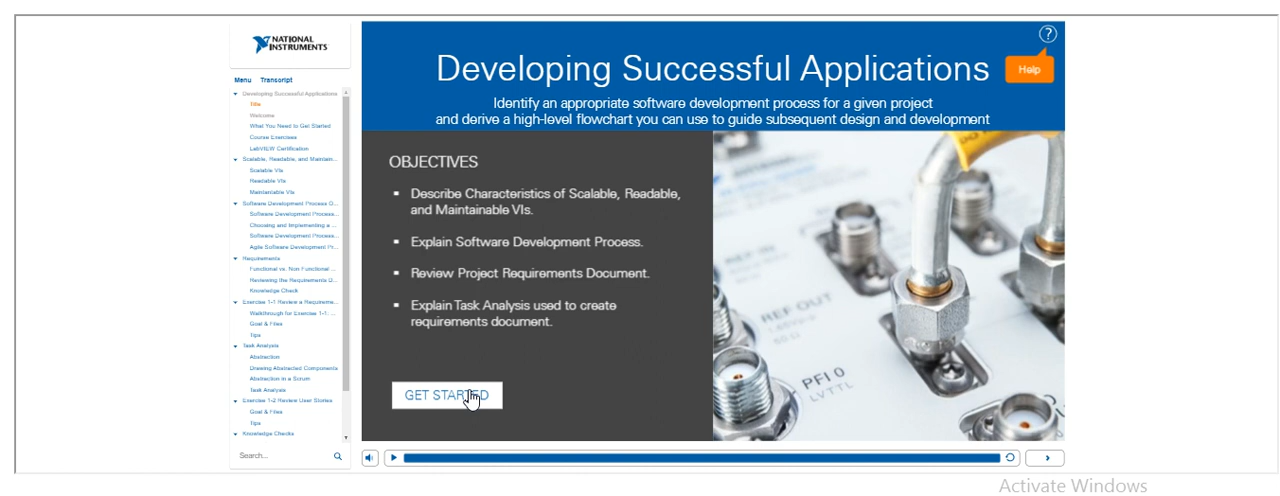 NATIONAL
INSTRUMENTS
Menu Transcript
Developing Successful Applications
Title
Welcome
What You Need to Get Started
Course Exercises
LabVIEW Certification
Scalable, Readable, and Maintain...
Scalable VIs
Readable VIs
Maintainable VIs
Software Development Process O...
Software Development Process...
Choosing and Implementing a ...
Software Development Process...
Agile Software Development Pr...
Requirements
Functional vs. Non Functional ...
Reviewing the Requirements D...
Knowledge Check
Exercise 1-1 Review a Requireme...
Walkthrough for Exercise 1-1: ...
Goal & Files
Tips
Task Analysis
Abstraction
Drawing Abstracted Components
Abstraction in a Scrum
Task Analysis
Exercise 1-2 Review User Stories
Goal & Files
Tips
Knowledge Checks
Search...
?
Help
Developing Successful Applications
Identify an appropriate software development process for a given project
and derive a high-level flowchart you can use to guide subsequent design and development
OBJECTIVES
▪ Describe Characteristics of Scalable, Readable,
and Maintainable VIs.
▪ Explain Software Development Process.
▪ Review Project Requirements Document.
▪ Explain Task Analysis used to create
requirements document.
GET STARTED
REF OUT
PFI 0
LVTTL
Activate Windows